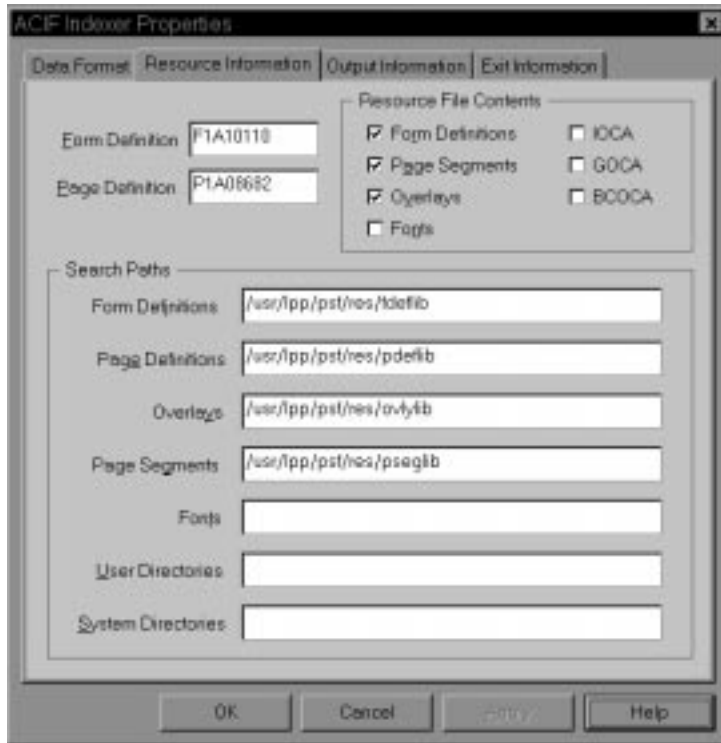 ACIF Indexer Properties
Data Format
Resource Information
Output Information
Exit Information
Form Definition F1A10110
Page Definition P1A08682
Resource File Contents
Form Definitions
Page Segments
Overlays
Fonts
IOCA
GOCA
BCOCA
Search Paths
Form Definitions /usr/lpp/pst/res/fdeflib
Page Definitions /usr/lpp/pst/res/pdeflib
Overlays /usr/lpp/pst/res/ovlylib
Page Segments /usr/lpp/pst/res/pseglib
Fonts
User Directories
System Directories
OK
Cancel
Apply
Help